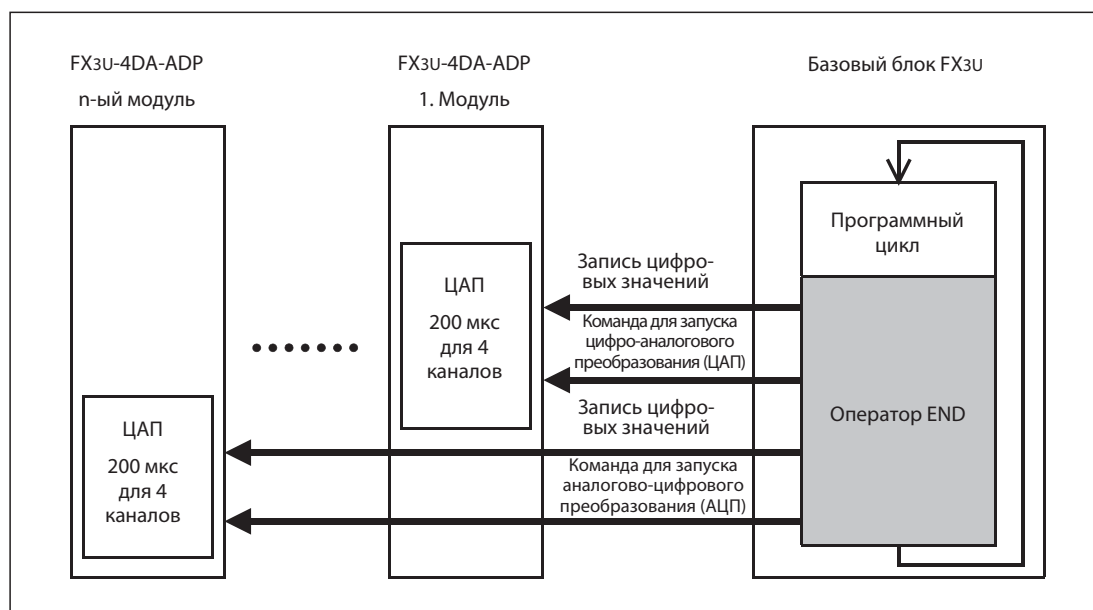 FX3U-4DA-ADP
n-ый модуль
FX3U-4DA-ADP
1. Модуль
Базовый блок FX3U
Программный
цикл
Оператор END
ЦАП
200 мкс
для 4
каналов
Запись цифро-
вых значений
Команда для запуска
цифро-аналогового
преобразования (ЦАП)
ЦАП
200 мкс
для 4
каналов
Запись цифро-
вых значений
Команда для запуска
аналогово-цифрового
преобразования (АЦП)